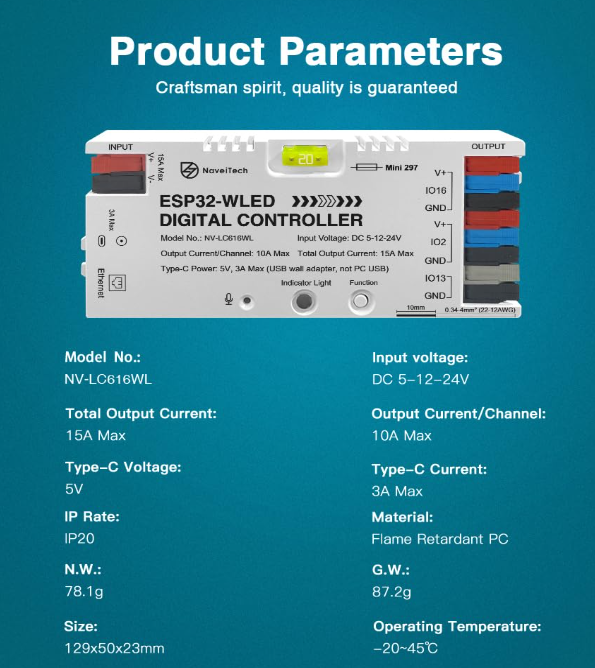 Product Parameters
Craftsman spirit, quality is guaranteed
INPUT
V+
V-
15A Max
20
NaveiTech
Mini 297
OUTPUT
ESP32-WLED
DIGITAL CONTROLLER
Model No.: NV-LC616WL Input Voltage: DC 5-12-24V
Output Current/Channel: 10A Max Total Output Current: 15A Max
Type-C Power: 5V, 3A Max (USB wall adapter, not PC USB)
Indicator Light Function
3A Max
Ethernet
V+
IO16
GND
V+
IO2
GND
IO13
GND
10mm
0.34-4mm² (22-12AWG)
Model No.:
NV-LC616WL
Input voltage:
DC 5–12–24V
Total Output Current:
15A Max
Output Current/Channel:
10A Max
Type–C Voltage:
5V
Type–C Current:
3A Max
IP Rate:
IP20
Material:
Flame Retardant PC
N.W.:
78.1g
G.W.:
87.2g
Size:
129x50x23mm
Operating Temperature:
–20~45℃